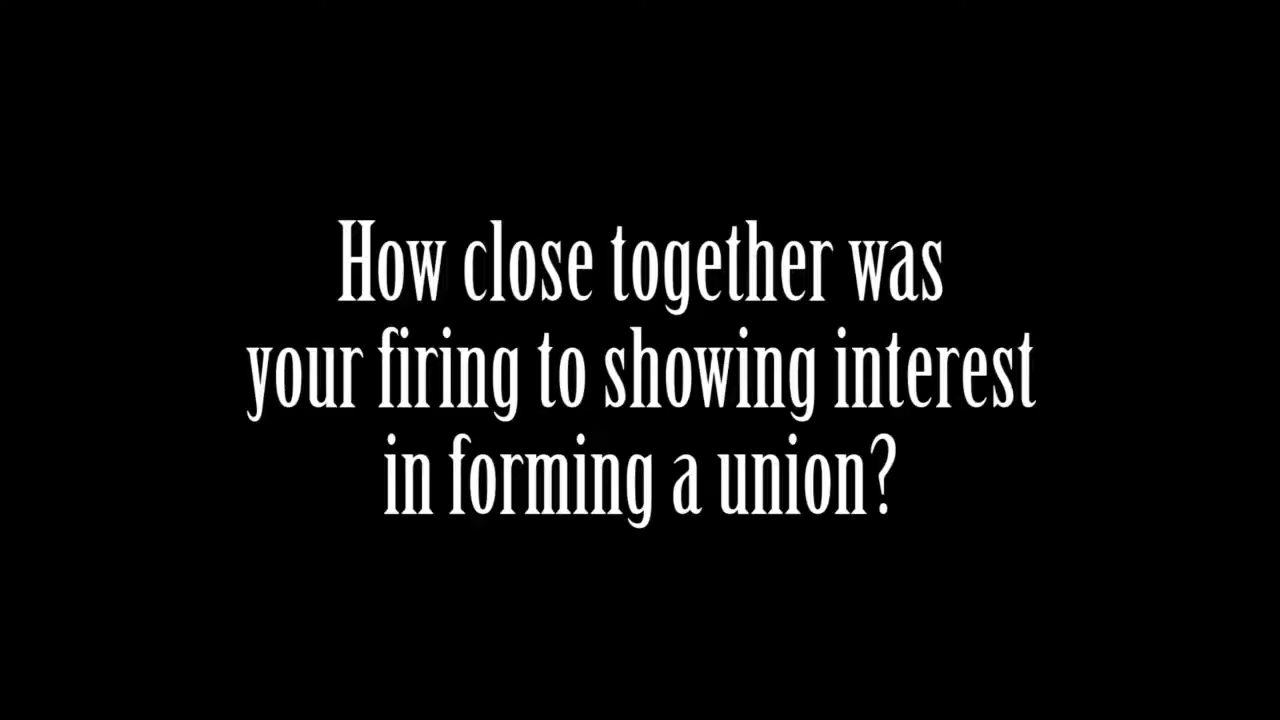 How close together was
your firing to showing interest
in forming a union?